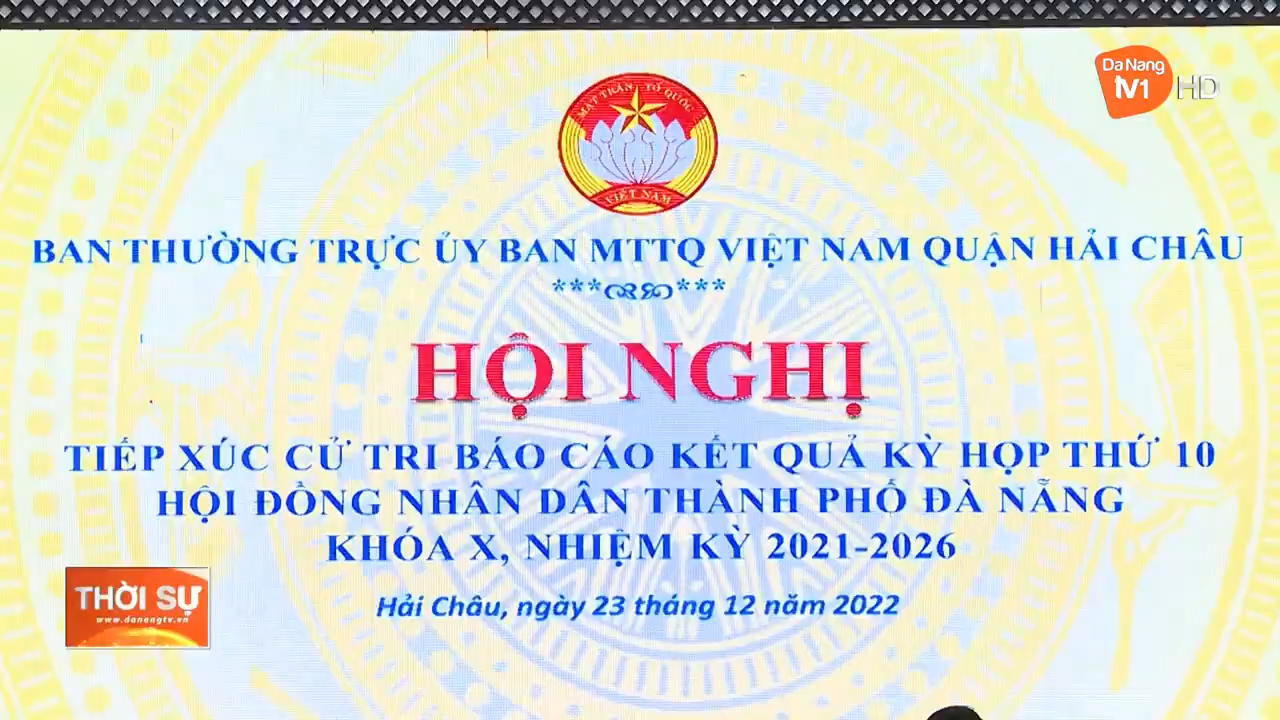 Da Nang
TV1 HD
MẶT TRẬN TỔ QUỐC
VIỆT NAM
BAN THƯỜNG TRỰC ỦY BAN MTTQ VIỆT NAM QUẬN HẢI CHÂU
*** ***
HỘI NGHỊ
TIẾP XÚC CỬ TRI BÁO CÁO KẾT QUẢ KỲ HỌP THỨ 10
HỘI ĐỒNG NHÂN DÂN THÀNH PHỐ ĐÀ NẴNG
KHÓA X, NHIỆM KỲ 2021-2026
Hải Châu, ngày 23 tháng 12 năm 2022
THỜI SỰ
www.danangtv.vn